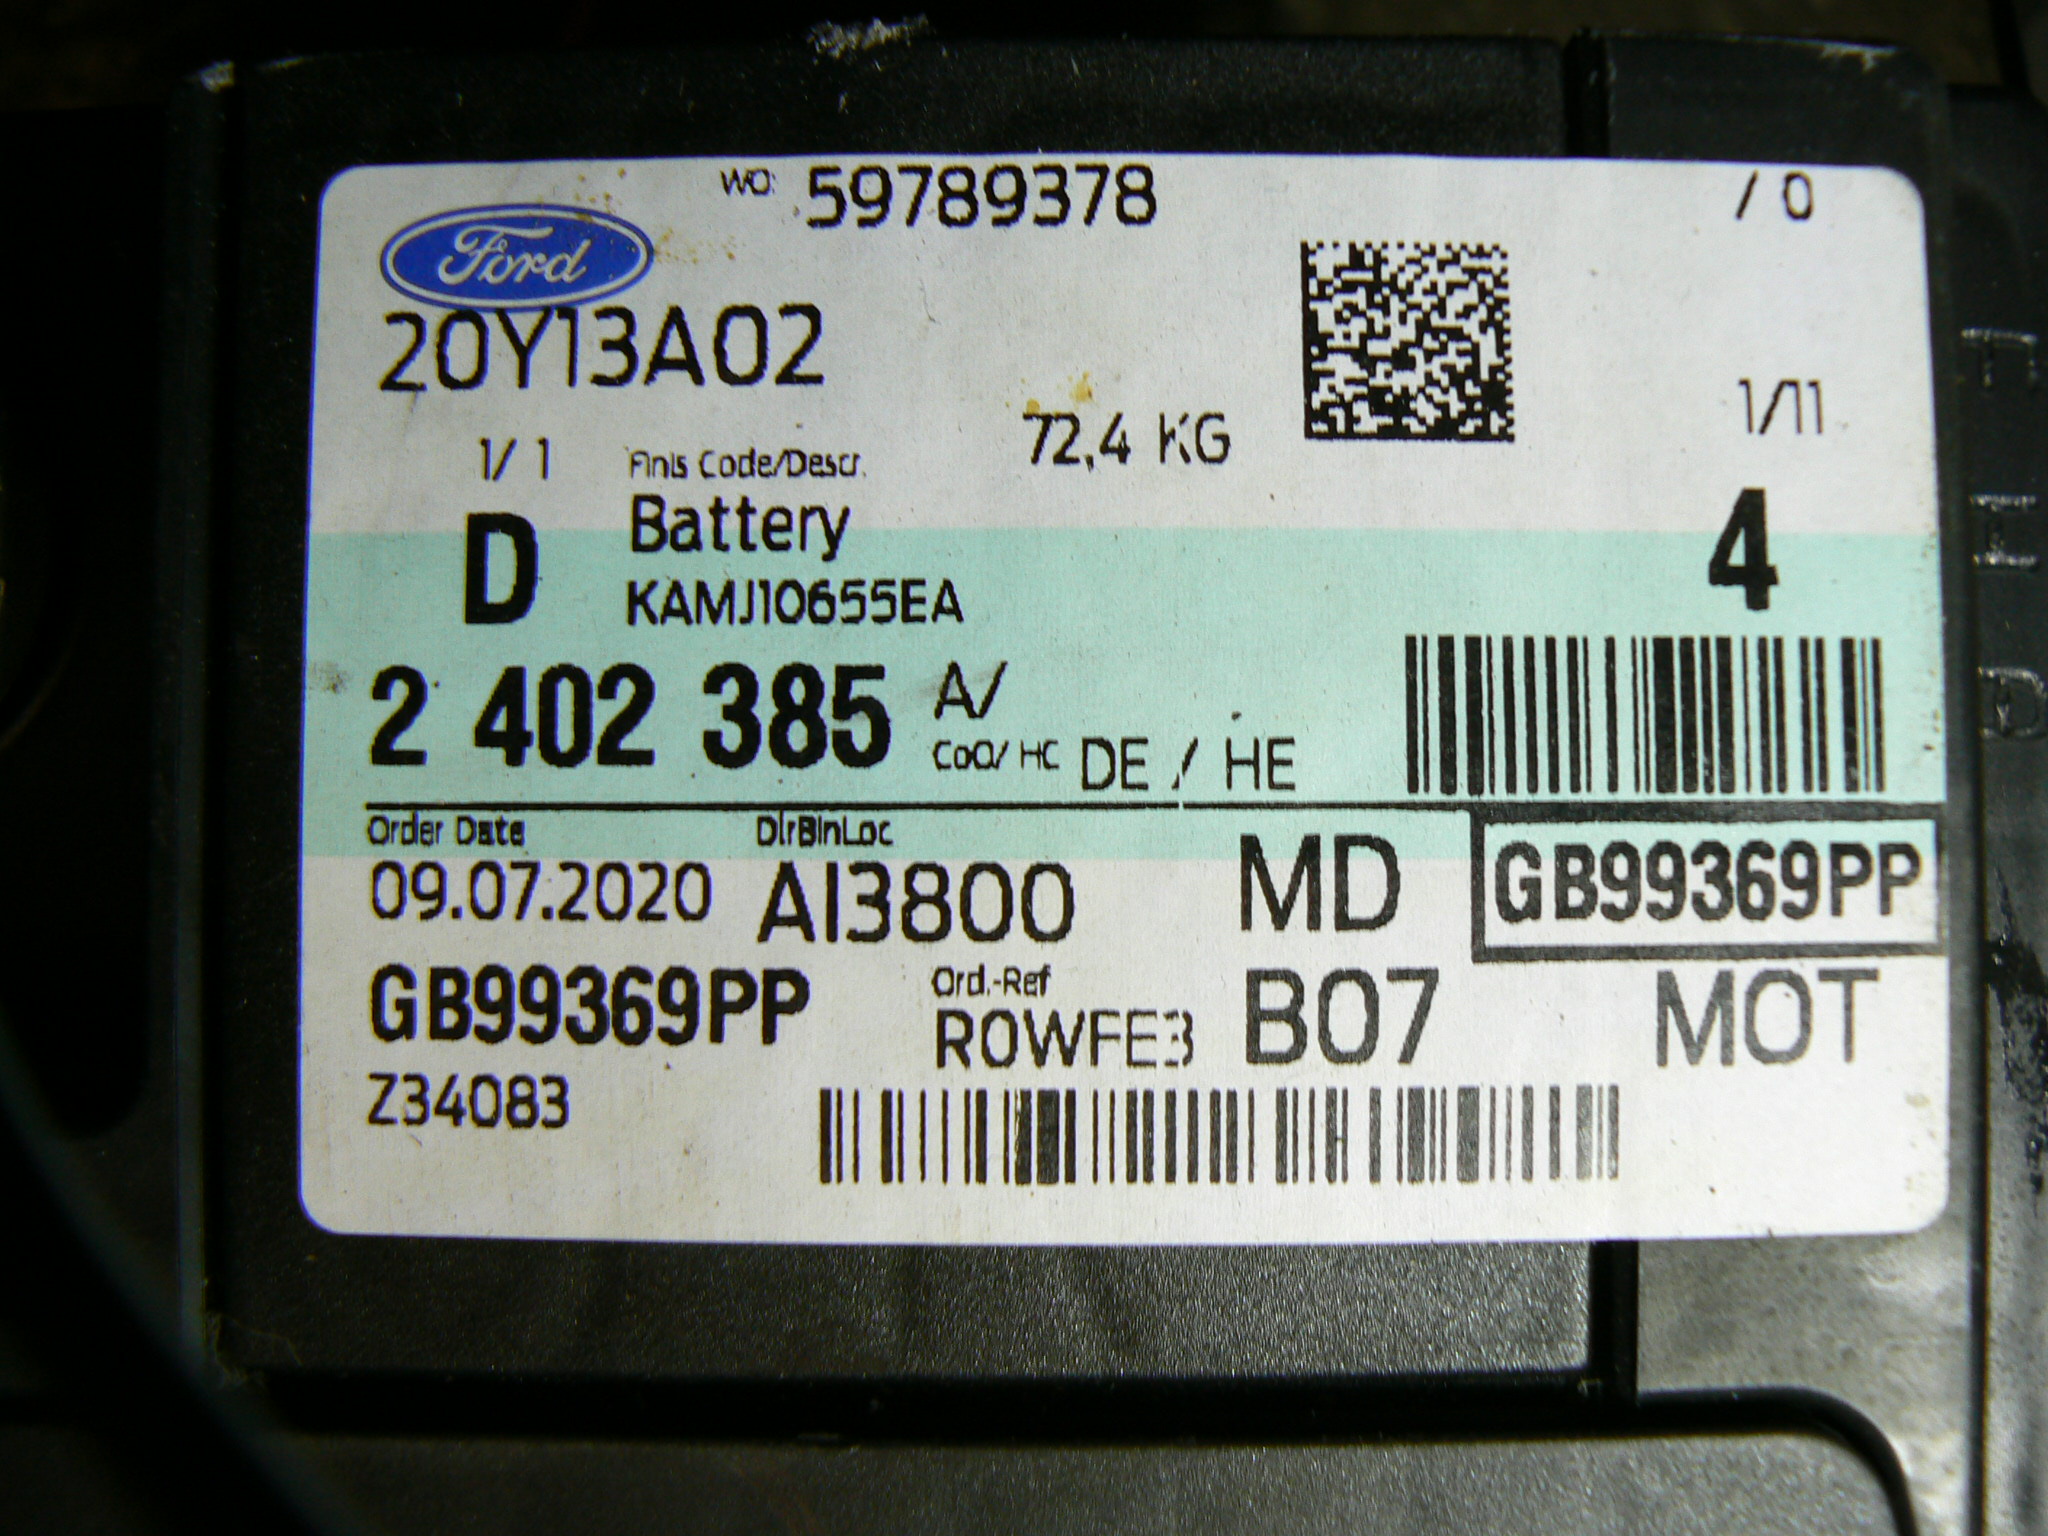 WO: 59789378 / 0
Ford
20Y13A02
72,4 KG 1/11
1/ 1 Finis Code/Descr.
D Battery 4
KAMJ10655EA
2 402 385 A/
CoO/ HC DE / HE
Order Date DlrBinLoc
09.07.2020 AI3800 MD GB99369PP
GB99369PP Ord.-Ref B07 MOT
ROWFE3
Z34083